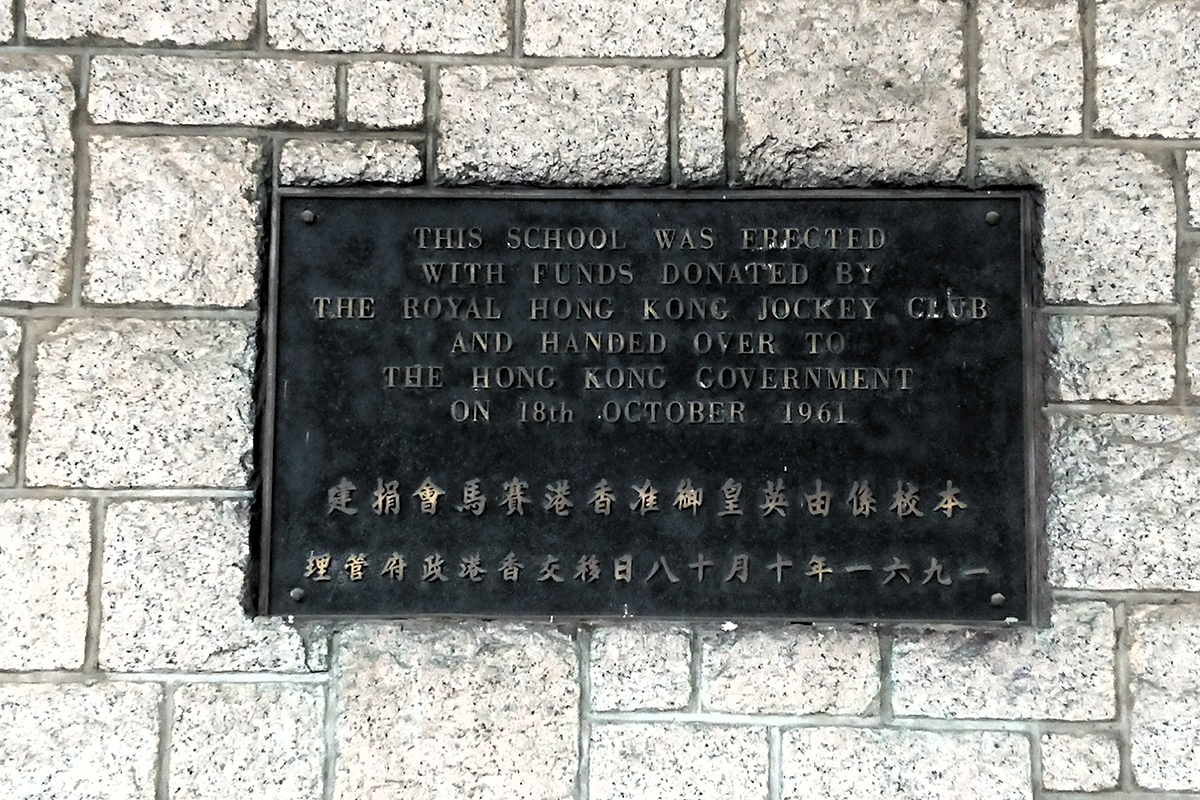 THIS SCHOOL WAS ERECTED
WITH FUNDS DONATED BY
THE ROYAL HONG KONG JOCKEY CLUB
AND HANDED OVER TO
THE HONG KONG GOVERNMENT
ON 18th OCTOBER 1961
本校係由英皇御准香港賽馬會捐建
一九六一年十月十八日移交香港政府管理